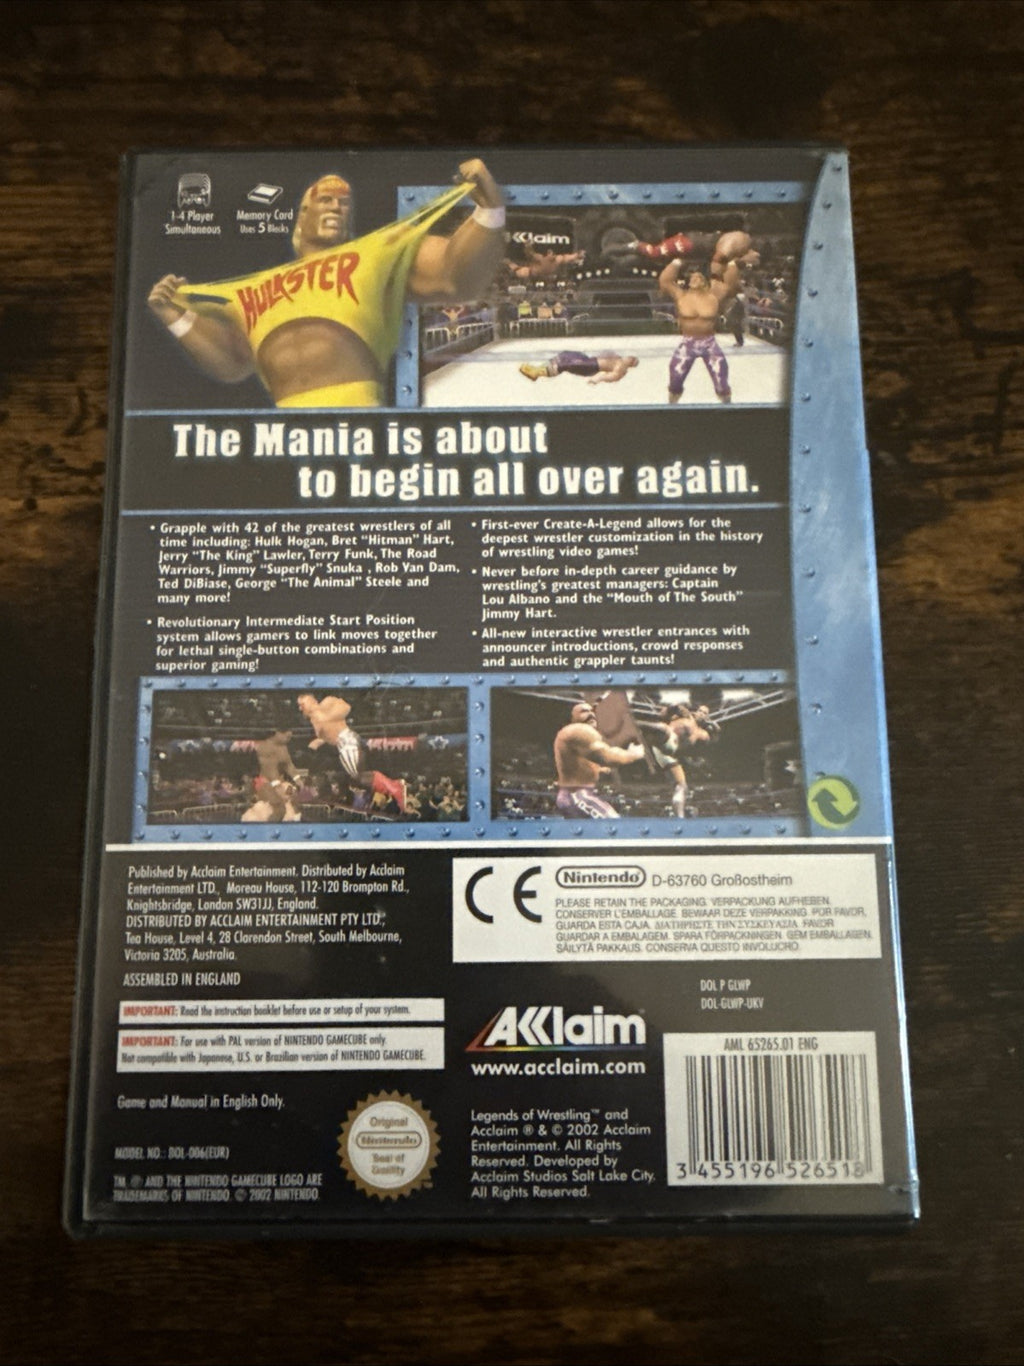 1-4 Player
Simultaneous
Memory Card
Uses 5 Blocks
HULKSTER
AKKlaim
The Mania is about
to begin all over again.
• Grapple with 42 of the greatest wrestlers of all
time including: Hulk Hogan, Bret "Hitman" Hart,
Jerry "The King" Lawler, Terry Funk, The Road
Warriors, Jimmy "Superfly" Snuka , Rob Van Dam,
Ted DiBiase, George "The Animal" Steele and
many more!
• Revolutionary Intermediate Start Position
system allows gamers to link moves together
for lethal single-button combinations and
superior gaming!
• First-ever Create-A-Legend allows for the
deepest wrestler customization in the history
of wrestling video games!
• Never before in-depth career guidance by
wrestling's greatest managers: Captain
Lou Albano and the "Mouth of The South"
Jimmy Hart.
• All-new interactive wrestler entrances with
announcer introductions, crowd responses
and authentic grappler taunts!
Published by Acclaim Entertainment. Distributed by Acclaim
Entertainment LTD., Moreau House, 112-120 Brompton Rd.,
Knightsbridge, London SW31JJ, England.
DISTRIBUTED BY ACCLAIM ENTERTAINMENT PTY LTD.;
Tea House, Level 4, 28 Clarendon Street, South Melbourne,
Victoria 3205, Australia.
ASSEMBLED IN ENGLAND
IMPORTANT: Read the instruction booklet before use or setup of your system.
IMPORTANT: For use with PAL version of NINTENDO GAMECUBE only.
Not compatible with Japanese, U.S. or Brazilian version of NINTENDO GAMECUBE.
Game and Manual in English Only.
MODEL NO.: DOL-006(EUR)
TM, ® AND THE NINTENDO GAMECUBE LOGO ARE
TRADEMARKS OF NINTENDO. © 2002 NINTENDO.
Original
Nintendo
Seal of
Quality
CE
Nintendo D-63760 Großostheim
PLEASE RETAIN THE PACKAGING. VERPACKUNG AUFHEBEN.
CONSERVER L'EMBALLAGE. BEWAAR DEZE VERPAKKING. POR FAVOR,
GUARDA ESTA CAJA. ΔΙΑΤΗΡΗΣΤΕ ΤΗΝ ΣΥΣΚΕΥΑΣΙΑ. FAVOR
GUARDAR A EMBALAGEM. SPARA FÖRPACKNINGEN. GEM EMBALLAGEN.
SÄILYTÄ PAKKAUS. CONSERVA QUESTO INVOLUCRO.
DOL P GLWP
DOL-GLWP-UKV
AKKlaim
www.acclaim.com
Legends of Wrestling™ and
Acclaim ® & © 2002 Acclaim
Entertainment. All Rights
Reserved. Developed by
Acclaim Studios Salt Lake City.
All Rights Reserved.
AML 65265.01 ENG
3 455196 526518